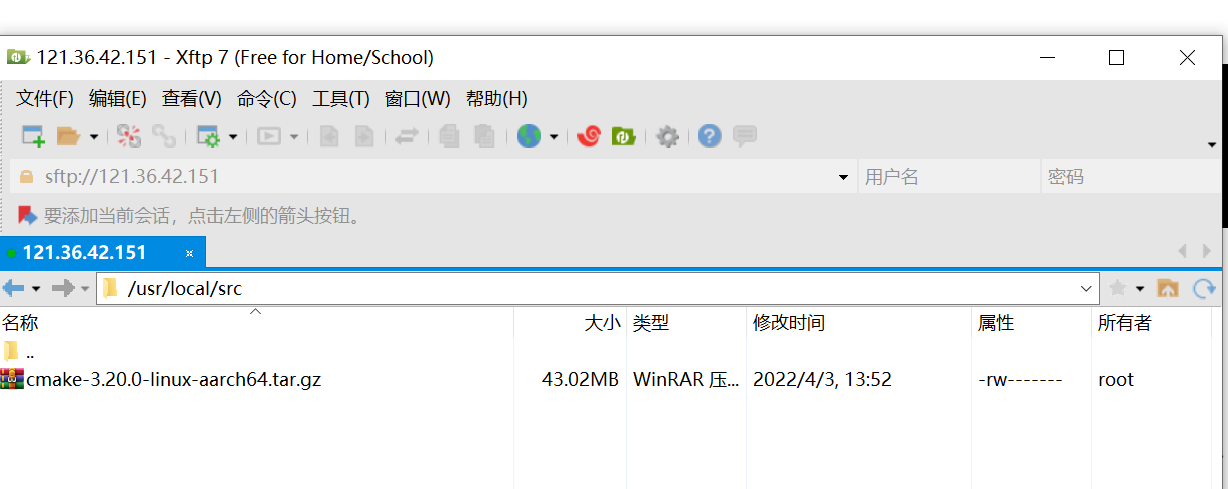 121.36.42.151 - Xftp 7 (Free for Home/School)
文件(F) 编辑(E) 查看(V) 命令(C) 工具(T) 窗口(W) 帮助(H)
sftp://121.36.42.151 用户名 密码
要添加当前会话，点击左侧的箭头按钮。
121.36.42.151
/usr/local/src
名称 大小 类型 修改时间 属性 所有者
..
cmake-3.20.0-linux-aarch64.tar.gz 43.02MB WinRAR 压... 2022/4/3, 13:52 -rw------- root